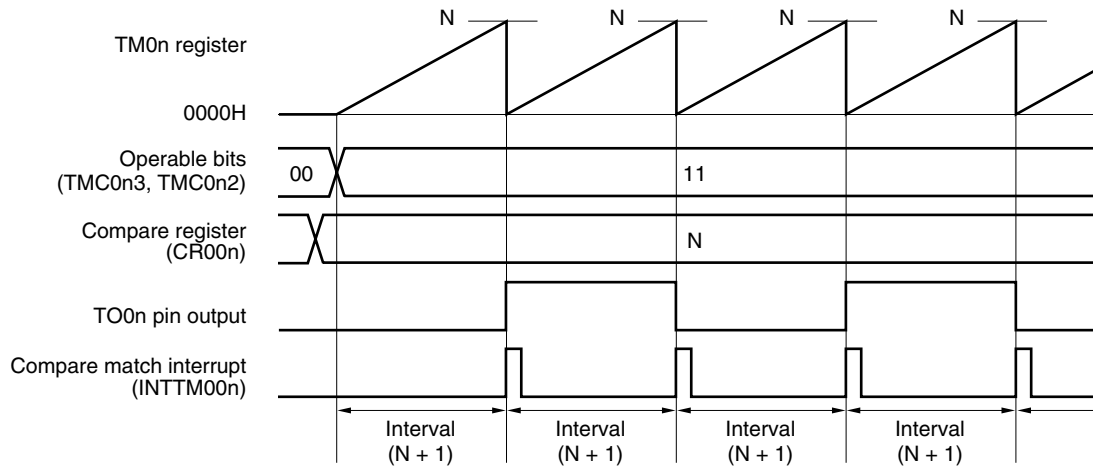 N N N N
TM0n register
0000H
Operable bits
(TMC0n3, TMC0n2)
00
11
Compare register
(CR00n)
N
TO0n pin output
Compare match interrupt
(INTTM00n)
Interval
(N + 1)
Interval
(N + 1)
Interval
(N + 1)
Interval
(N + 1)